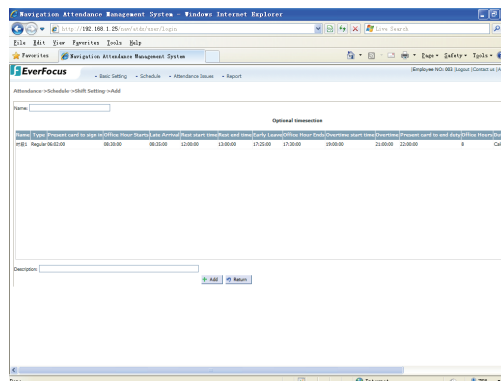 Navigation Attendance Management System - Windows Internet Explorer
http://192.168.1.25/nav/stdm/user/login
Live Search
File Edit View Favorites Tools Help
Favorites Navigation Attendance Management System
Page Safety Tools
EverFocus
[Employee NO: 003 |Logout |Contact us |A
• Basic Setting • Schedule • Attendance Issues • Report
Attendance->Schedule->Shift Setting->Add
Name:
Optional timesection
Name Type Present card to sign in Office Hour Starts Late Arrival Rest start time Rest end time Early Leave Office Hour Ends Overtime start time Overtime Present card to end duty Office Hours
时段1 Regular 06:02:00 08:30:00 08:35:00 12:00:00 13:00:00 17:25:00 17:30:00 19:00:00 21:00:00 22:00:00 8 Cal
Description:
Add Return